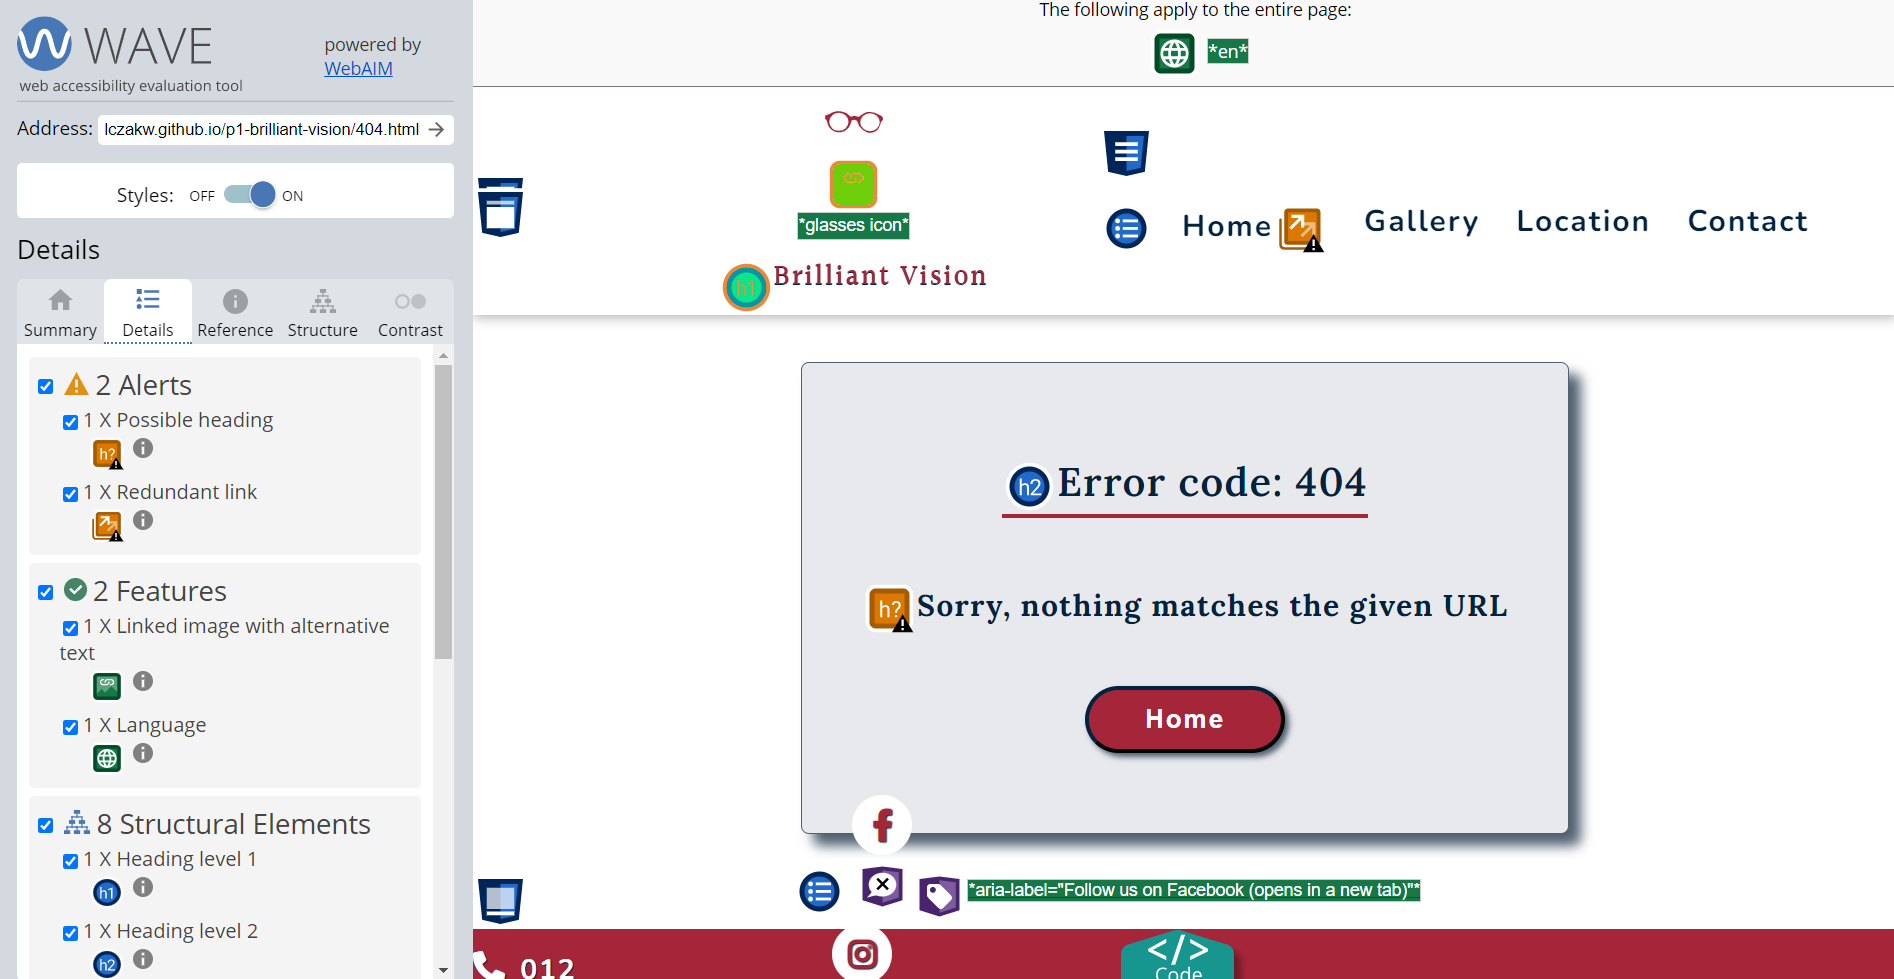 WAVE
powered by
WebAIM
web accessibility evaluation tool
Address: lczakw.github.io/p1-brilliant-vision/404.html
Styles: OFF ON
Details
Summary Details Reference Structure Contrast
2 Alerts
1 X Possible heading
h?
1 X Redundant link
2 Features
1 X Linked image with alternative
text
1 X Language
8 Structural Elements
1 X Heading level 1
h1
1 X Heading level 2
h2
The following apply to the entire page:
*en*
*glasses icon*
h1 Brilliant Vision
Home Gallery Location Contact
h2 Error code: 404
h? Sorry, nothing matches the given URL
Home
*aria-label="Follow us on Facebook (opens in a new tab)"*
012
</>
Code